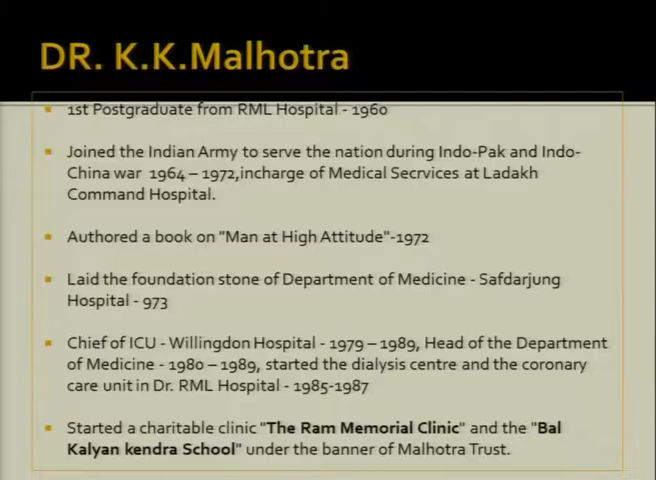 DR. K.K.Malhotra
1st Postgraduate from RML Hospital - 1960
Joined the Indian Army to serve the nation during Indo-Pak and Indo-
China war 1964 – 1972,incharge of Medical Secrvices at Ladakh
Command Hospital.
Authored a book on "Man at High Attitude"-1972
Laid the foundation stone of Department of Medicine - Safdarjung
Hospital - 973
Chief of ICU - Willingdon Hospital - 1979 – 1989, Head of the Department
of Medicine - 1980 – 1989, started the dialysis centre and the coronary
care unit in Dr. RML Hospital - 1985-1987
Started a charitable clinic "The Ram Memorial Clinic" and the "Bal
Kalyan kendra School" under the banner of Malhotra Trust.